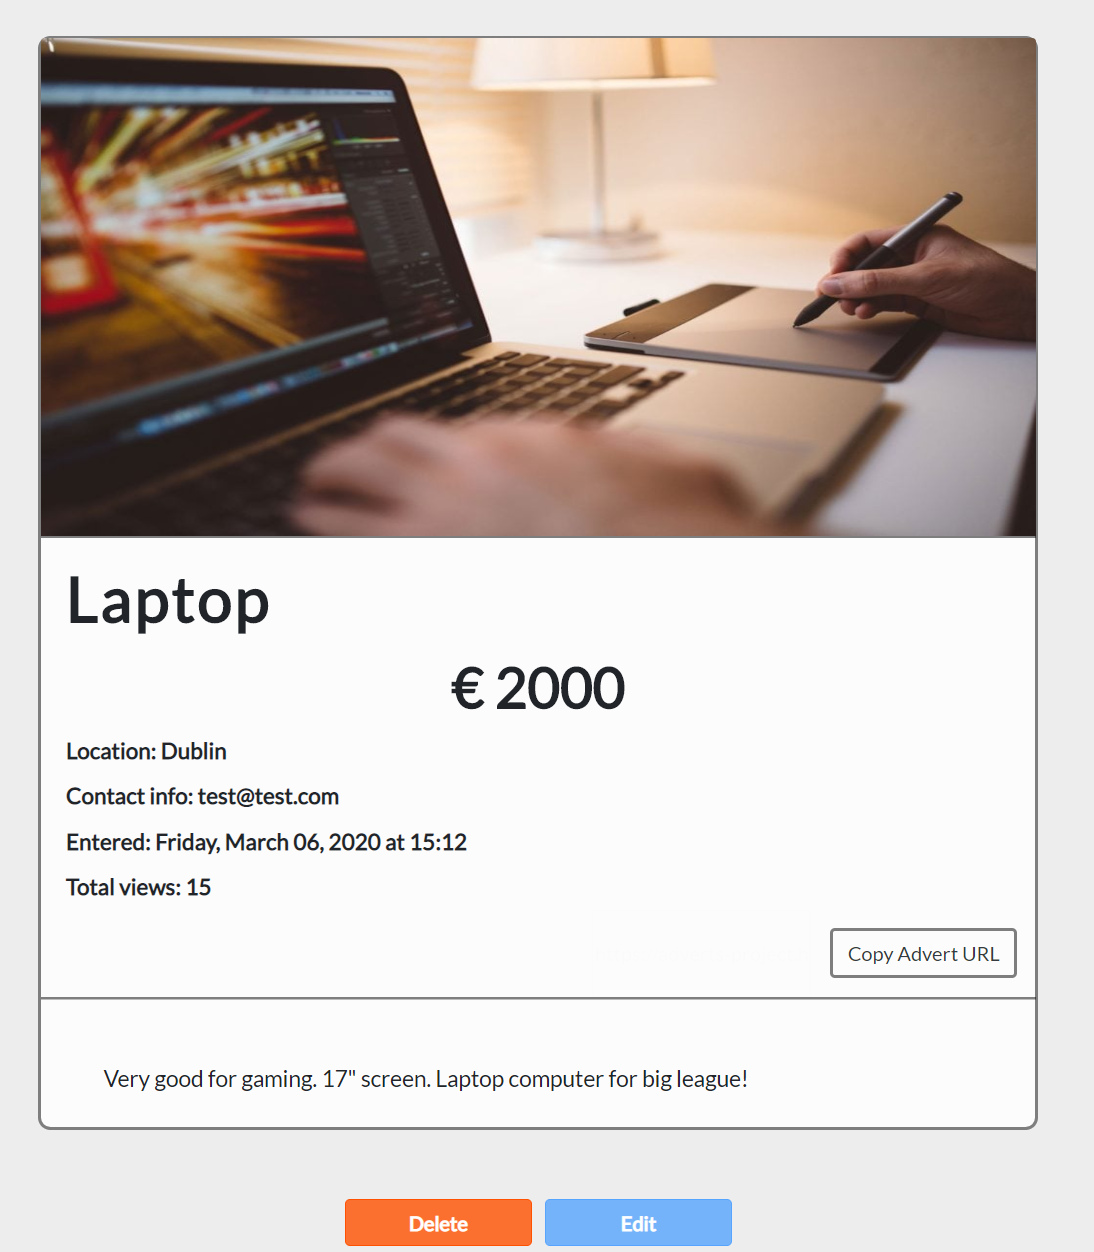 Laptop
€ 2000
Location: Dublin
Contact info: test@test.com
Entered: Friday, March 06, 2020 at 15:12
Total views: 15
Copy Advert URL
Very good for gaming. 17" screen. Laptop computer for big league!
Delete
Edit